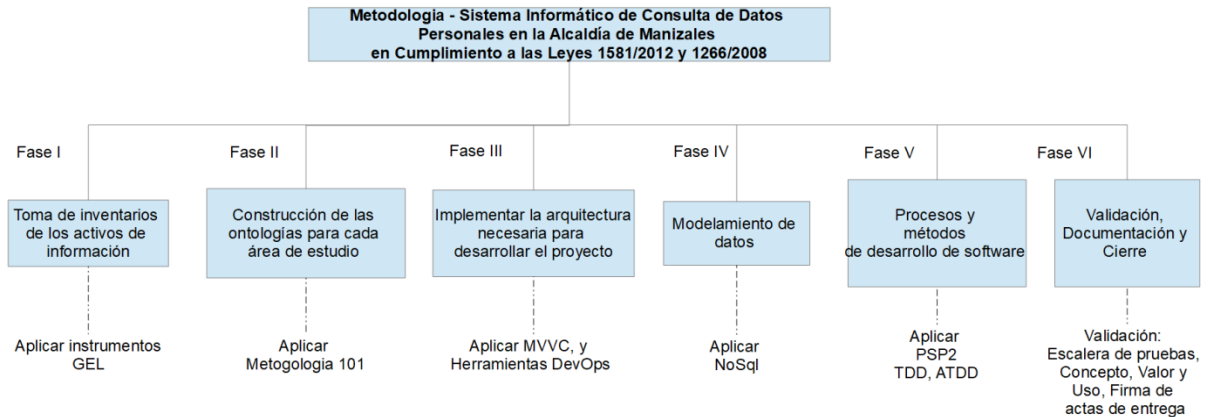 Metodologia - Sistema Informático de Consulta de Datos
Personales en la Alcaldía de Manizales
en Cumplimiento a las Leyes 1581/2012 y 1266/2008
Fase I
Toma de inventarios
de los activos de
información
Aplicar instrumentos
GEL
Fase II
Construcción de las
ontologías para cada
área de estudio
Aplicar
Metogologia 101
Fase III
Implementar la arquitectura
necesaria para
desarrollar el proyecto
Aplicar MVVC, y
Herramientas DevOps
Fase IV
Modelamiento de
datos
Aplicar
NoSql
Fase V
Procesos y
métodos
de desarrollo de software
Aplicar
PSP2
TDD, ATDD
Fase VI
Validación,
Documentación y
Cierre
Validación:
Escalera de pruebas,
Concepto, Valor y
Uso, Firma de
actas de entrega